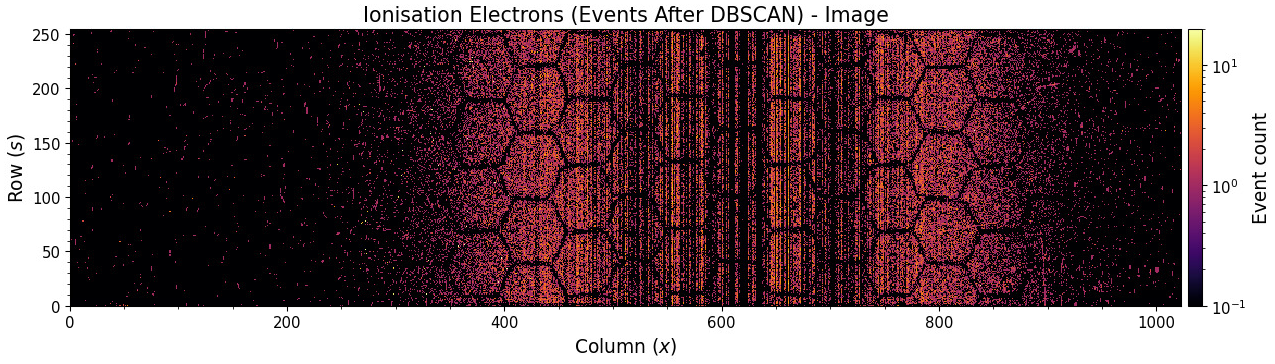 Ionisation Electrons (Events After DBSCAN) - Image
Row (s)
250
200
150
100
50
0
0 200 400 600 800 1000
Column (x)
10¹
10⁰
10⁻¹
Event count